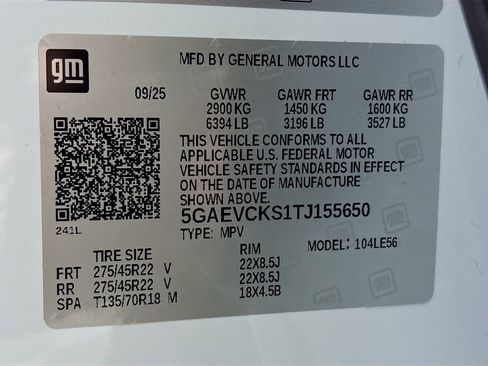 gm
MFD BY GENERAL MOTORS LLC
09/25 GVWR GAWR FRT GAWR RR
2900 KG 1450 KG 1600 KG
6394 LB 3196 LB 3527 LB
THIS VEHICLE CONFORMS TO ALL
APPLICABLE U.S. FEDERAL MOTOR
VEHICLE SAFETY STANDARDS IN EFFECT
ON THE DATE OF MANUFACTURE
SHOWN ABOVE.
5GAEVCKS1TJ155650
241L
TYPE: MPV MODEL: 104LE56
TIRE SIZE RIM
FRT 275/45R22 V 22X8.5J
RR 275/45R22 V 22X8.5J
SPA T135/70R18 M 18X4.5B